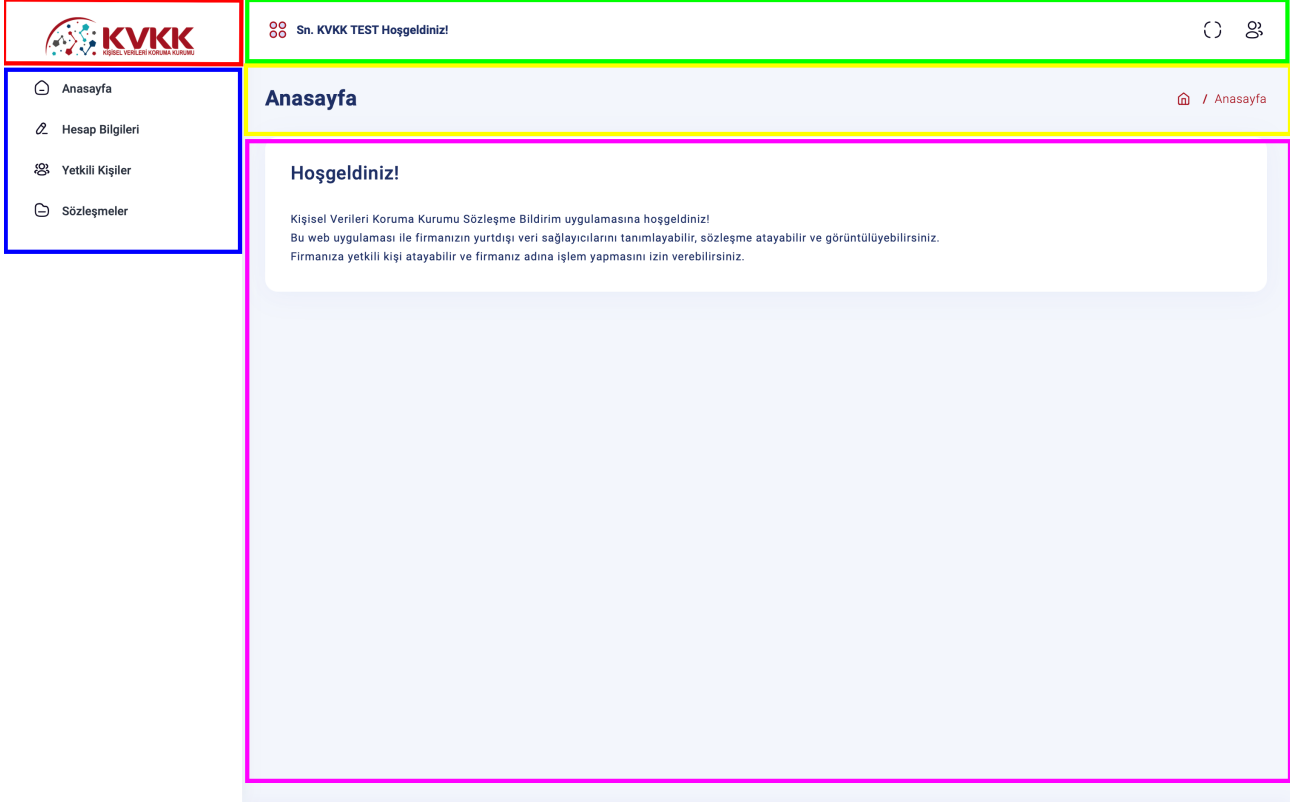 KVKK
KİŞİSEL VERİLERİ KORUMA KURUMU
Sn. KVKK TEST Hoşgeldiniz!
Anasayfa
Hesap Bilgileri
Yetkili Kişiler
Sözleşmeler
Anasayfa
/ Anasayfa
Hoşgeldiniz!
Kişisel Verileri Koruma Kurumu Sözleşme Bildirim uygulamasına hoşgeldiniz!
Bu web uygulaması ile firmanızın yurtdışı veri sağlayıcılarını tanımlayabilir, sözleşme atayabilir ve görüntülüyebilirsiniz.
Firmanıza yetkili kişi atayabilir ve firmanız adına işlem yapmasını izin verebilirsiniz.